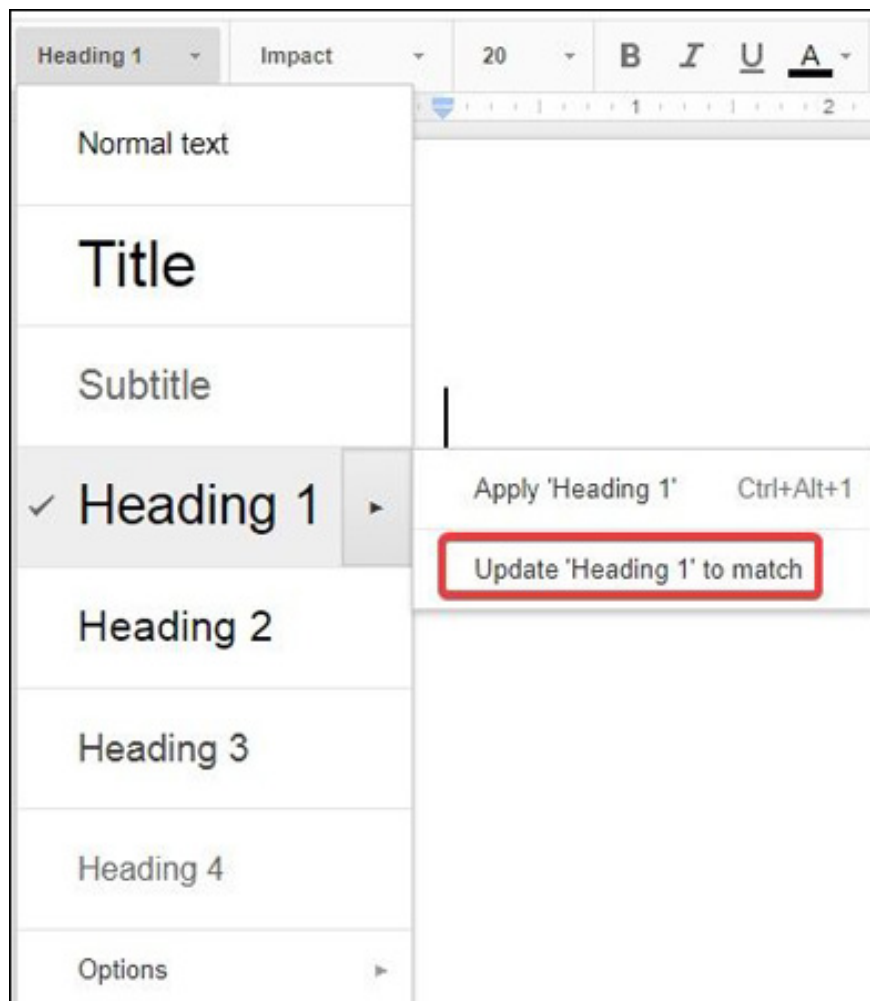 Heading 1 Impact 20 B I U A
1 2
Normal text
Title
Subtitle
Heading 1
Apply 'Heading 1' Ctrl+Alt+1
Update 'Heading 1' to match
Heading 2
Heading 3
Heading 4
Options